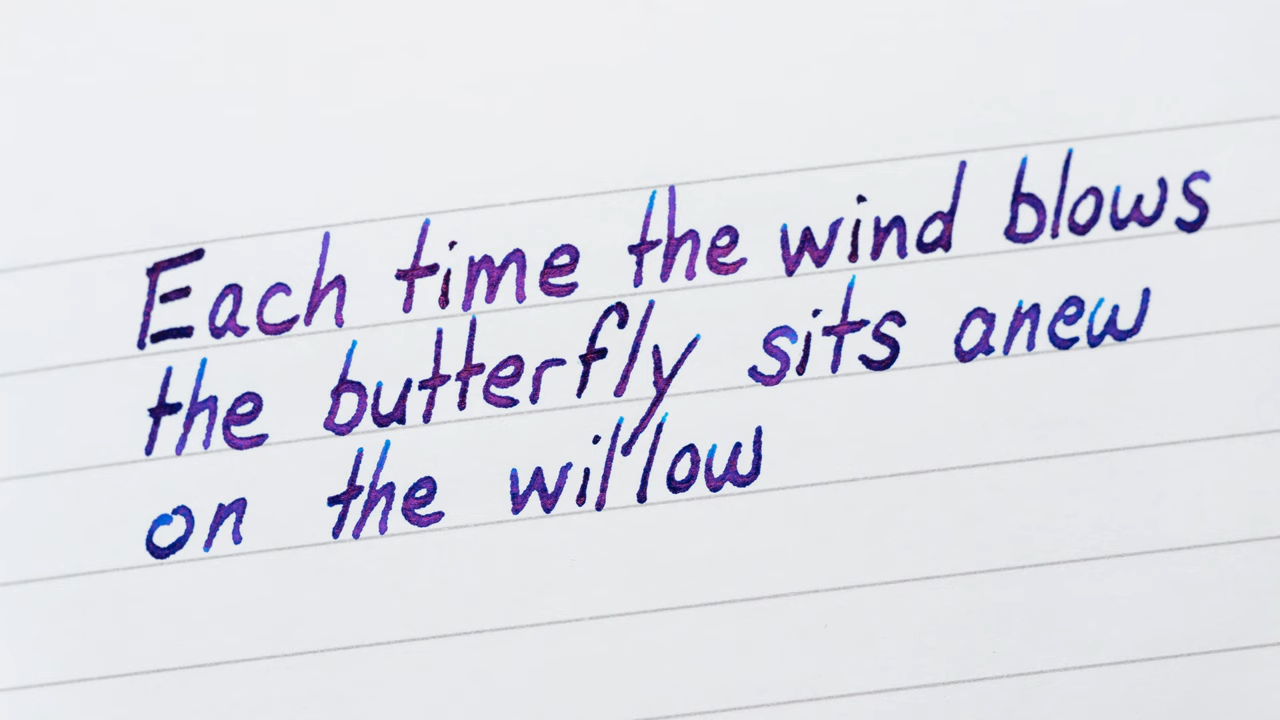 Each time the wind blows
the butterfly sits anew
on the willow